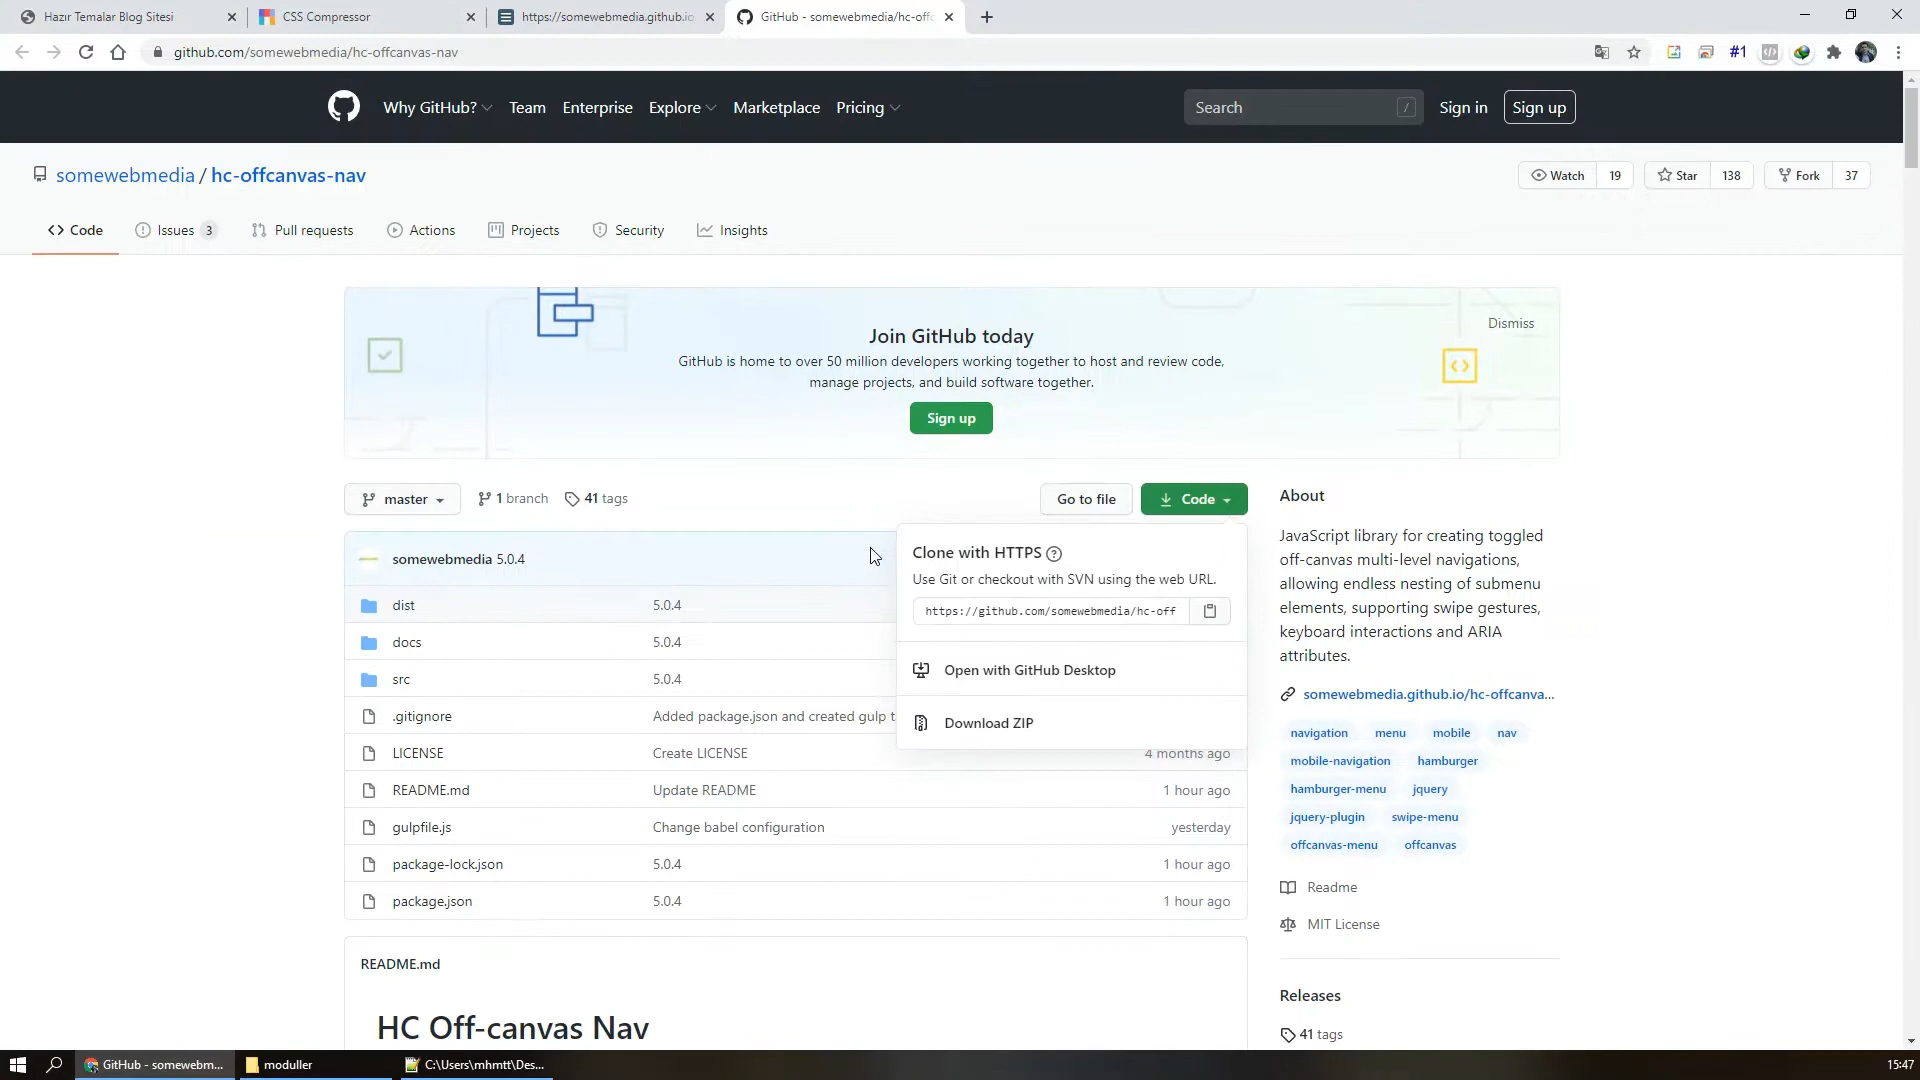 Hazır Temalar Blog Sitesi
CSS Compressor
https://somewebmedia.github.io
GitHub - somewebmedia/hc-offc
github.com/somewebmedia/hc-offcanvas-nav
#1
Why GitHub?
Team
Enterprise
Explore
Marketplace
Pricing
Search
/
Sign in
Sign up
somewebmedia / hc-offcanvas-nav
Watch 19
Star 138
Fork 37
Code
Issues 3
Pull requests
Actions
Projects
Security
Insights
Join GitHub today
Dismiss
GitHub is home to over 50 million developers working together to host and review code,
manage projects, and build software together.
Sign up
master
1 branch
41 tags
Go to file
Code
somewebmedia 5.0.4
dist 5.0.4
docs 5.0.4
src 5.0.4
.gitignore Added package.json and created gulp t
LICENSE Create LICENSE 4 months ago
README.md Update README 1 hour ago
gulpfile.js Change babel configuration yesterday
package-lock.json 5.0.4 1 hour ago
package.json 5.0.4 1 hour ago
Clone with HTTPS
Use Git or checkout with SVN using the web URL.
https://github.com/somewebmedia/hc-off
Open with GitHub Desktop
Download ZIP
README.md
HC Off-canvas Nav
About
JavaScript library for creating toggled
off-canvas multi-level navigations,
allowing endless nesting of submenu
elements, supporting swipe gestures,
keyboard interactions and ARIA
attributes.
somewebmedia.github.io/hc-offcanva...
navigation menu mobile nav
mobile-navigation hamburger
hamburger-menu jquery
jquery-plugin swipe-menu
offcanvas-menu offcanvas
Readme
MIT License
Releases
41 tags
GitHub - somewebm...
moduller
C:\Users\mhmtt\Des...
15:47